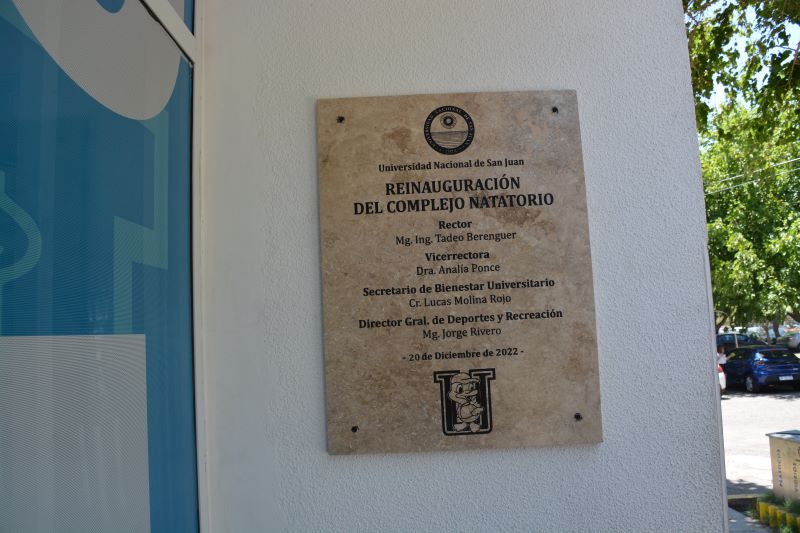 Universidad Nacional de San Juan
REINAUGURACIÓN
DEL COMPLEJO NATATORIO
Rector
Mg. Ing. Tadeo Berenguer
Vicerrectora
Dra. Analía Ponce
Secretario de Bienestar Universitario
Cr. Lucas Molina Rojo
Director Gral. de Deportes y Recreación
Mg. Jorge Rivero
- 20 de Diciembre de 2022 -
U
PLASTICOS